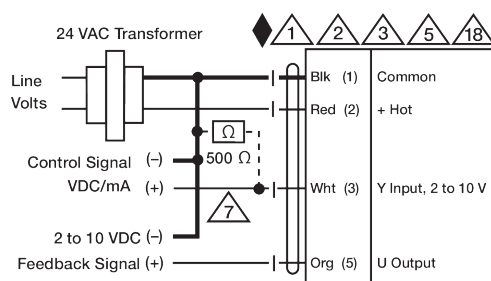 24 VAC Transformer
1 2 3 5 18
Line
Volts
Blk (1) Common
Red (2) + Hot
Ω
500 Ω
Control Signal (–)
VDC/mA (+)
Wht (3) Y Input, 2 to 10 V
7
2 to 10 VDC (–)
Feedback Signal (+)
Org (5) U Output